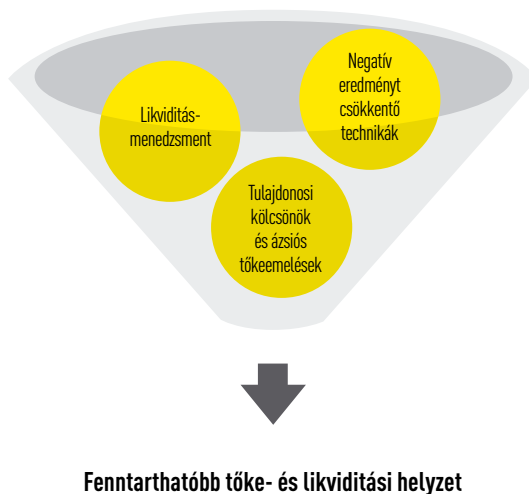 Likviditás-
menedzsment
Negatív
eredményt
csökkentő
technikák
Tulajdonosi
kölcsönök
és ázsiós
tőkeemelések
Fenntarthatóbb tőke- és likviditási helyzet